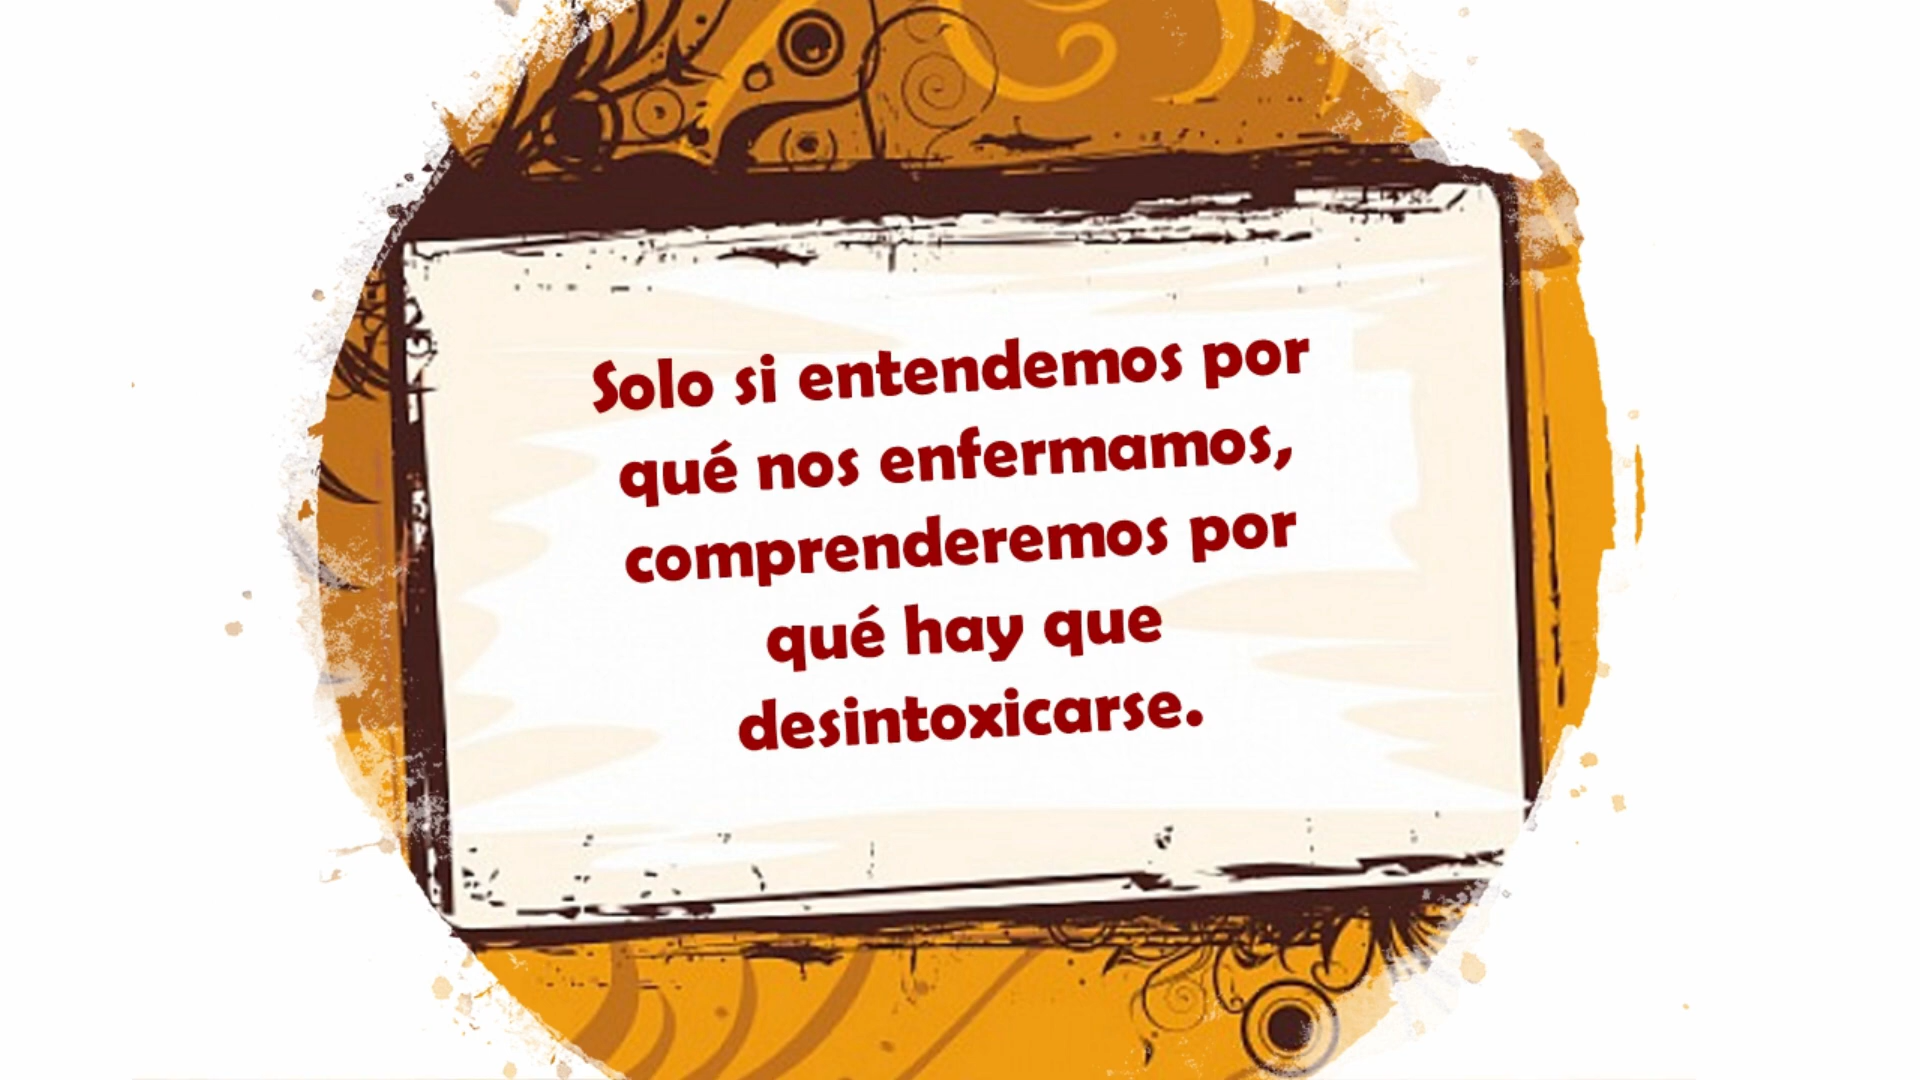 Solo si entendemos por
qué nos enfermamos,
comprenderemos por
qué hay que
desintoxicarse.